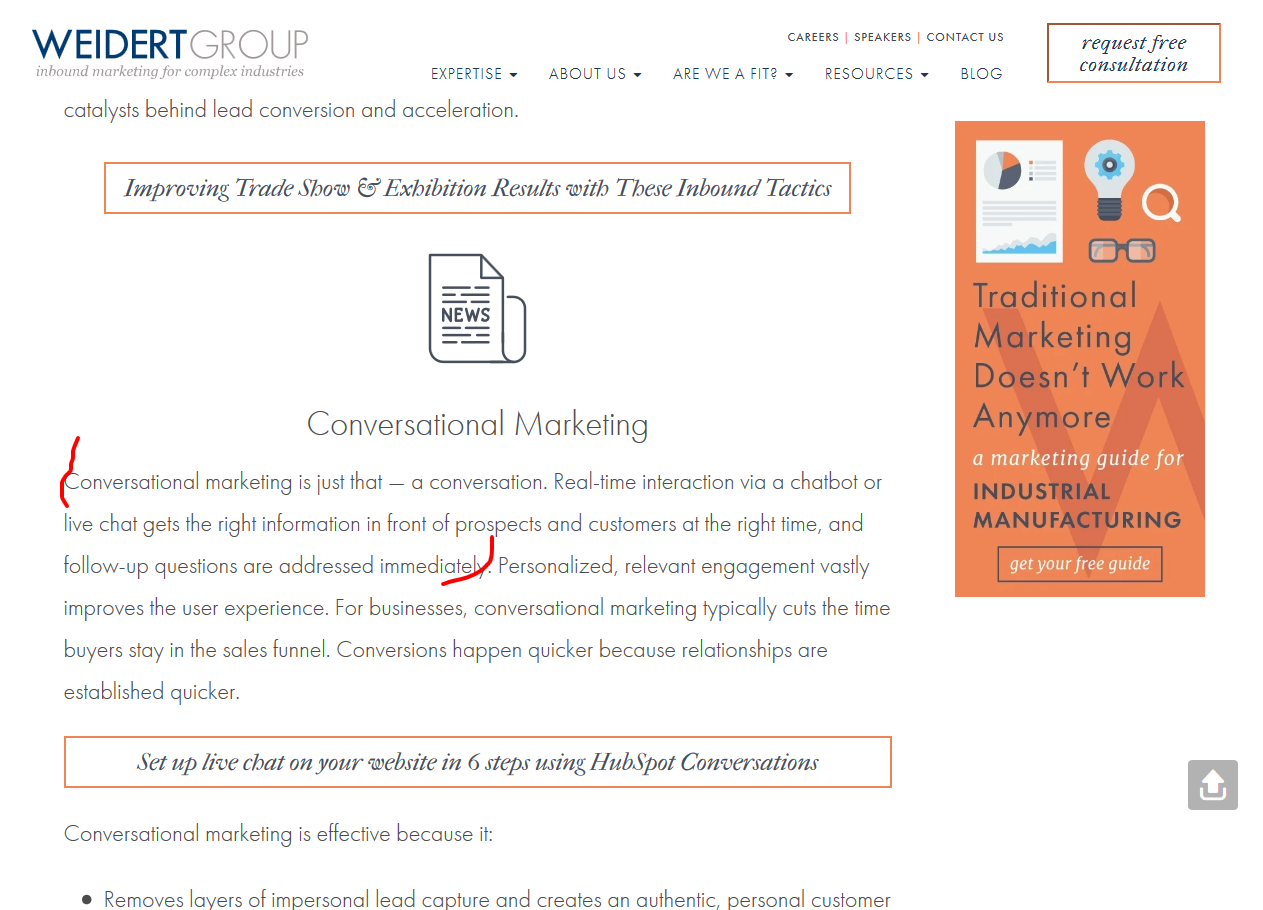 WEIDERTGROUP
inbound marketing for complex industries
CAREERS | SPEAKERS | CONTACT US
EXPERTISE ABOUT US ARE WE A FIT? RESOURCES BLOG
request free
consultation
catalysts behind lead conversion and acceleration.
Improving Trade Show & Exhibition Results with These Inbound Tactics
NEWS
Conversational Marketing
Conversational marketing is just that — a conversation. Real-time interaction via a chatbot or
live chat gets the right information in front of prospects and customers at the right time, and
follow-up questions are addressed immediately. Personalized, relevant engagement vastly
improves the user experience. For businesses, conversational marketing typically cuts the time
buyers stay in the sales funnel. Conversions happen quicker because relationships are
established quicker.
Set up live chat on your website in 6 steps using HubSpot Conversations
Conversational marketing is effective because it:
Removes layers of impersonal lead capture and creates an authentic, personal customer
Traditional
Marketing
Doesn't Work
Anymore
a marketing guide for
INDUSTRIAL
MANUFACTURING
get your free guide